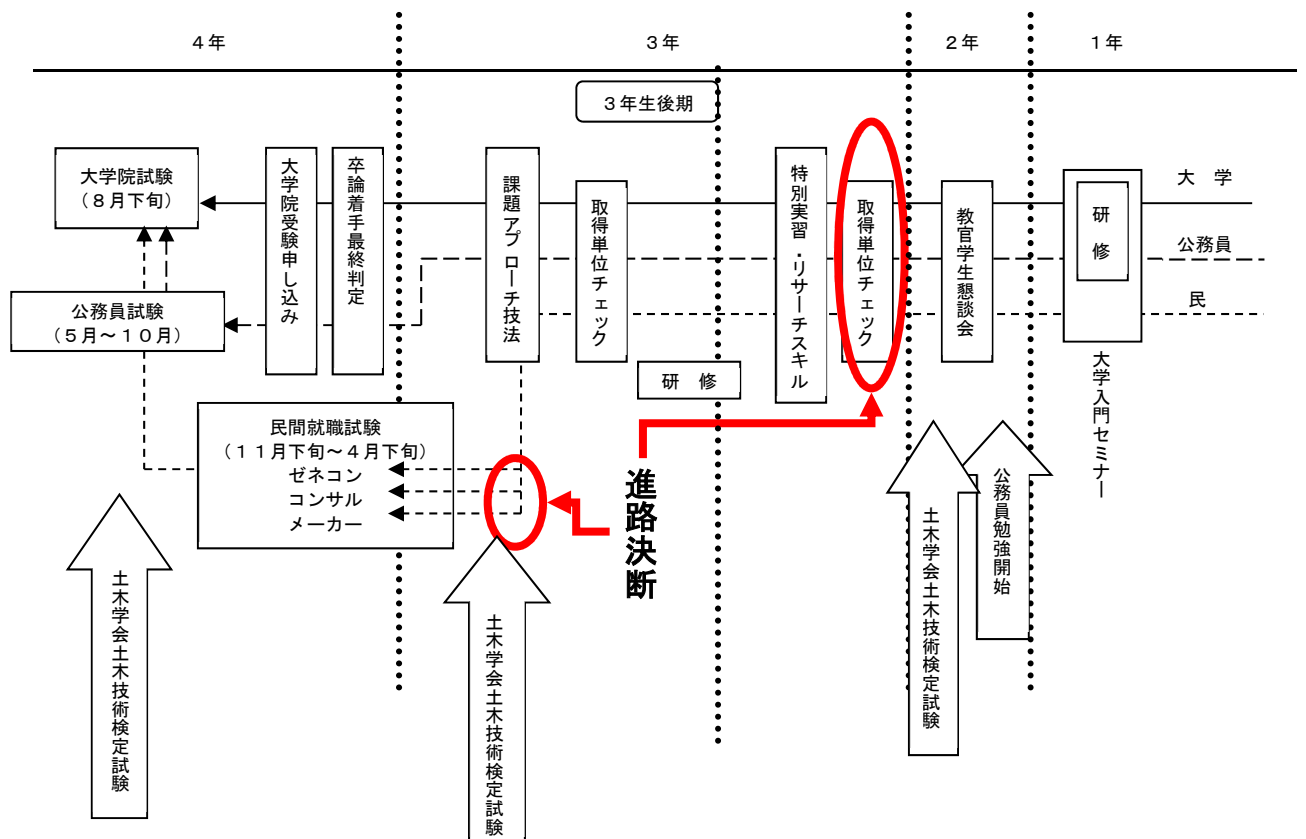 ４年
３年
２年
１年
３年生後期
大学院試験
（８月下旬）
公務員試験
（５月～１０月）
大学院受験申し込み
卒論着手最終判定
課題アプローチ技法
取得単位チェック
研　修
特別実習・リサーチスキル
取得単位チェック
教官学生懇談会
研修
大学入門セミナー
大　学
公務員
民
民間就職試験
（１１月下旬～４月下旬）
ゼネコン
コンサル
メーカー
進路決断
土木学会土木技術検定試験
土木学会土木技術検定試験
土木学会土木技術検定試験
公務員勉強開始